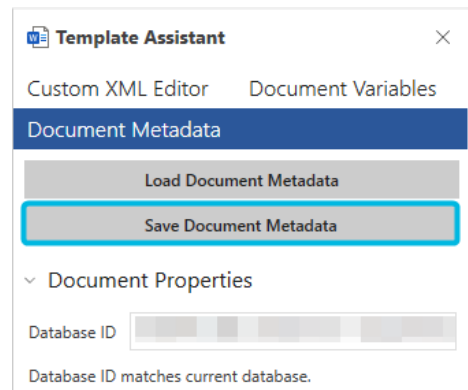 Template Assistant
Custom XML Editor Document Variables
Document Metadata
Load Document Metadata
Save Document Metadata
Document Properties
Database ID
Database ID matches current database.